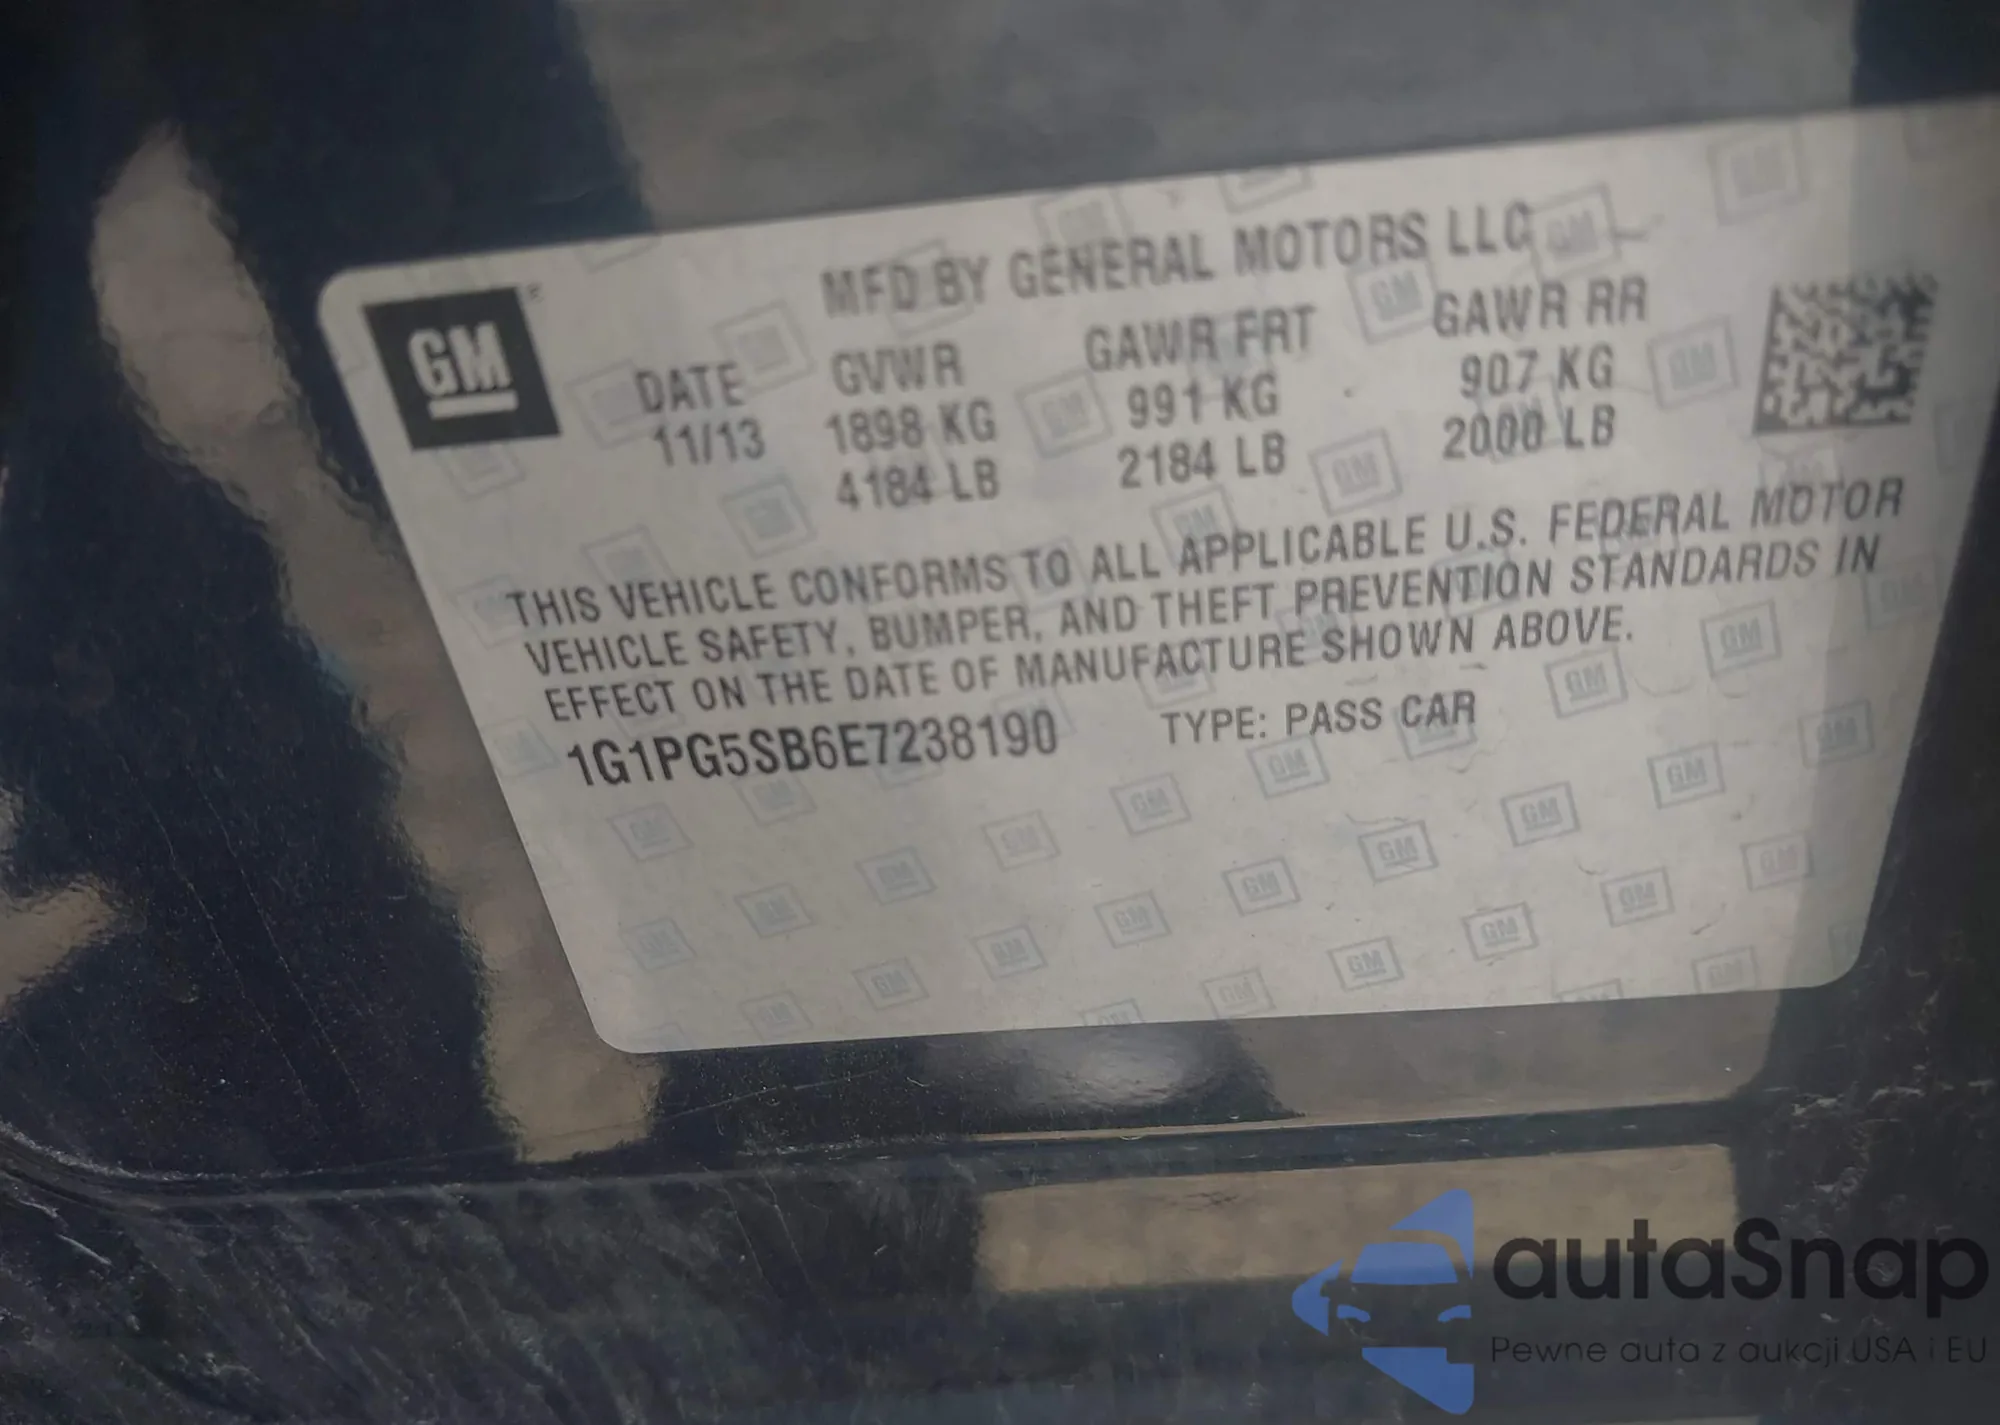 GM
MFD BY GENERAL MOTORS LLC
DATE GVWR GAWR FRT GAWR RR
11/13 1898 KG 991 KG 907 KG
4184 LB 2184 LB 2000 LB
THIS VEHICLE CONFORMS TO ALL APPLICABLE U.S. FEDERAL MOTOR
VEHICLE SAFETY, BUMPER, AND THEFT PREVENTION STANDARDS IN
EFFECT ON THE DATE OF MANUFACTURE SHOWN ABOVE.
1G1PG5SB6E7238190 TYPE: PASS CAR
autaSnap
Pewne auta z aukcji USA i EU